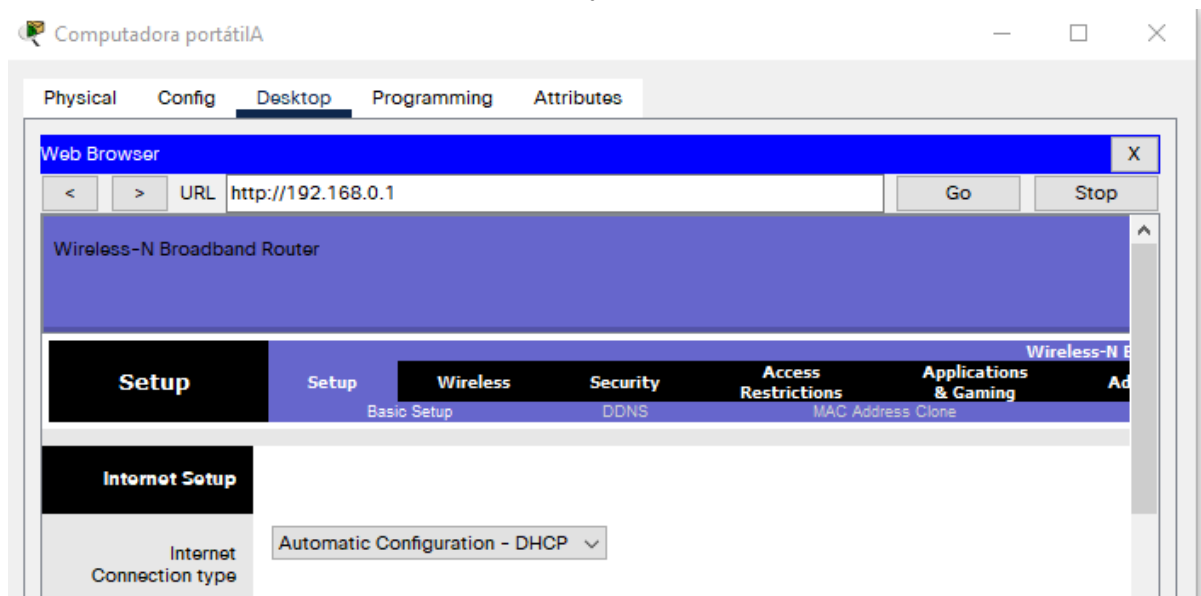 Computadora portátilA
Physical Config Desktop Programming Attributes
Web Browser X
< > URL http://192.168.0.1 Go Stop
Wireless-N Broadband Router
Wireless-N B
Setup Setup Wireless Security Access Restrictions Applications & Gaming Ad
Basic Setup DDNS MAC Address Clone
Internet Setup
Internet
Connection type
Automatic Configuration - DHCP